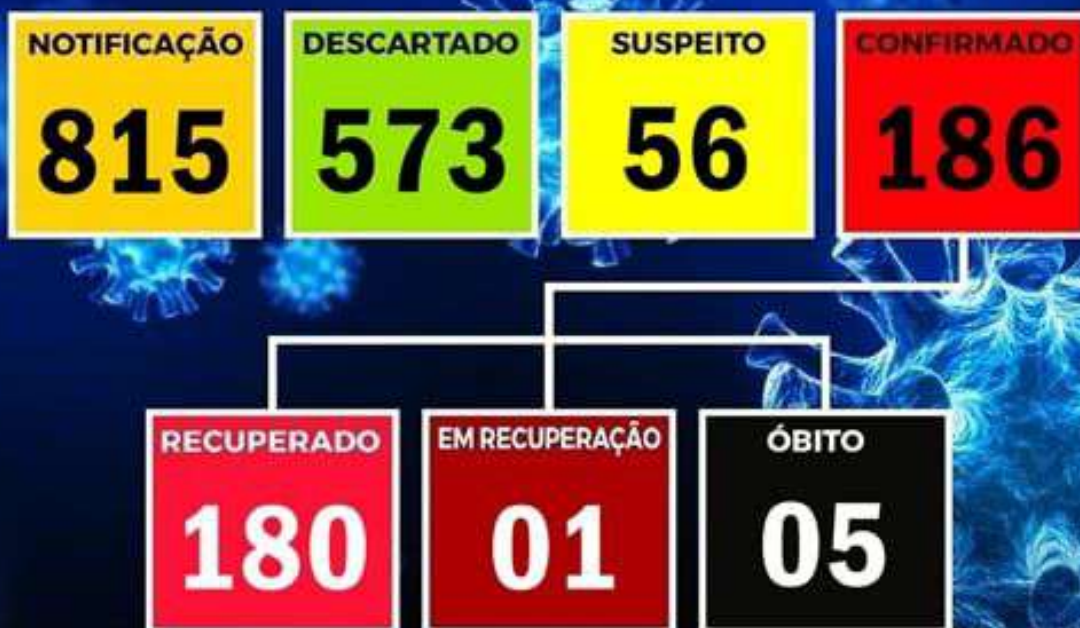 NOTIFICAÇÃO
815
DESCARTADO
573
SUSPEITO
56
CONFIRMADO
186
RECUPERADO
180
EM RECUPERAÇÃO
01
ÓBITO
05